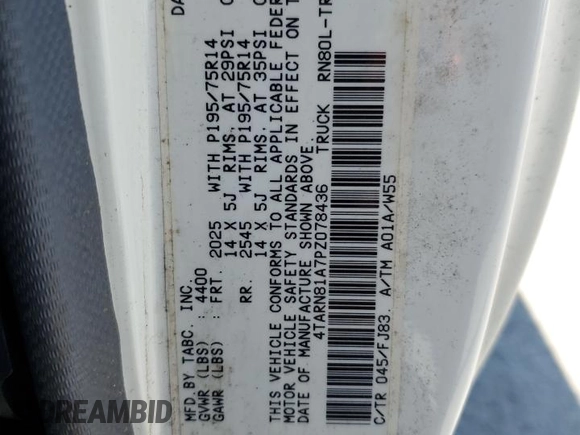 DA
MFD. BY TABC, INC.
GVWR (LBS) : 4400
GAWR (LBS) : FRT. 2025 WITH P195/75R14
14 X 5J RIMS. AT 29PSI C
RR. 2545 WITH P195/75R14
14 X 5J RIMS. AT 35PSI C
THIS VEHICLE CONFORMS TO ALL APPLICABLE FEDER
MOTOR VEHICLE SAFETY STANDARDS IN EFFECT ON T
DATE OF MANUFACTURE SHOWN ABOVE.
4TARN81A7PZ078436 TRUCK RN80L-TR
C/TR 045/FJ83. A/TM A01A/W55
DREAMBID